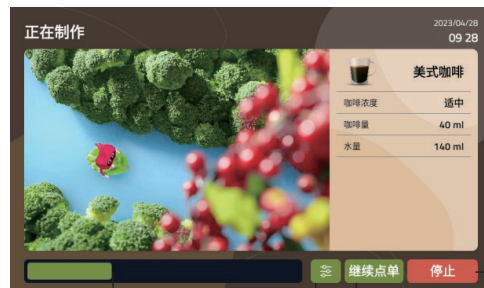 正在制作
2023/04/28
09 28
美式咖啡
咖啡浓度 适中
咖啡量 40 ml
水量 140 ml
继续点单
停止